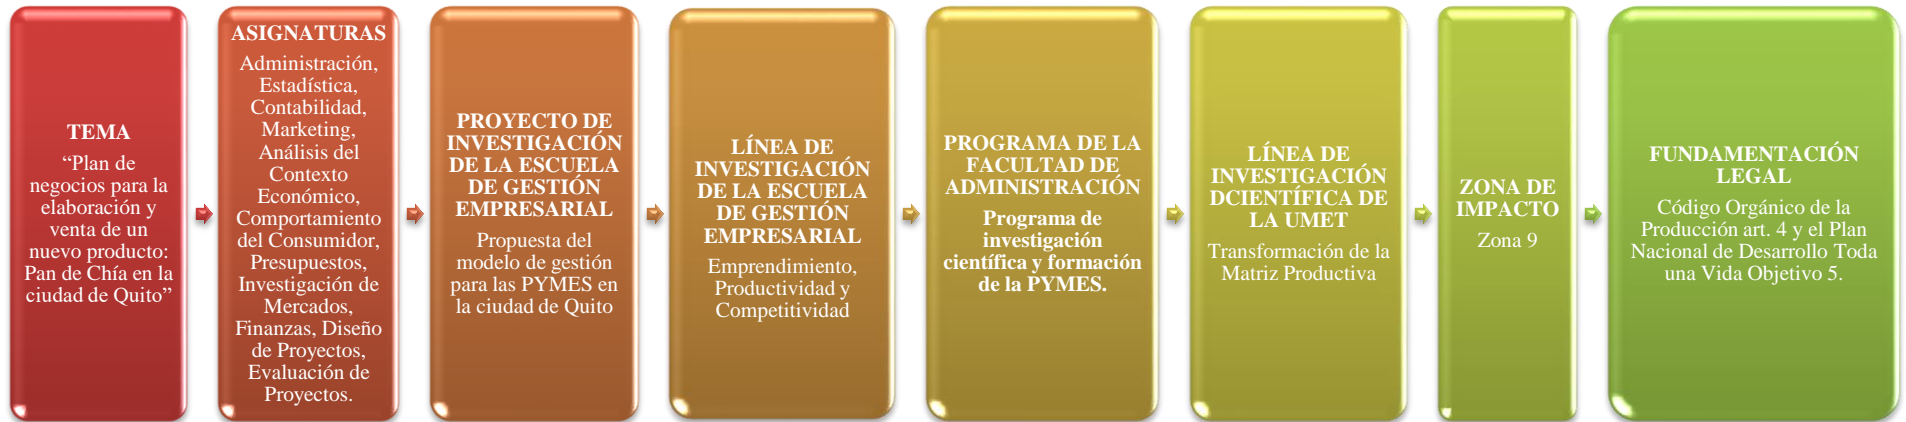 TEMA
“Plan de
negocios para la
elaboración y
venta de un
nuevo producto:
Pan de Chía en la
ciudad de Quito”
ASIGNATURAS
Administración,
Estadística,
Contabilidad,
Marketing,
Análisis del
Contexto
Económico,
Comportamiento
del Consumidor,
Presupuestos,
Investigación de
Mercados,
Finanzas, Diseño
de Proyectos,
Evaluación de
Proyectos.
PROYECTO DE
INVESTIGACIÓN
DE LA ESCUELA
DE GESTIÓN
EMPRESARIAL
Propuesta del
modelo de gestión
para las PYMES en
la ciudad de Quito
LÍNEA DE
INVESTIGACIÓN
DE LA ESCUELA
DE GESTIÓN
EMPRESARIAL
Emprendimiento,
Productividad y
Competitividad
PROGRAMA DE LA
FACULTAD DE
ADMINISTRACIÓN
Programa de
investigación
científica y formación
de la PYMES.
LÍNEA DE
INVESTIGACIÓN
DCIENTÍFICA DE
LA UMET
Transformación de la
Matriz Productiva
ZONA DE
IMPACTO
Zona 9
FUNDAMENTACIÓN
LEGAL
Código Orgánico de la
Producción art. 4 y el Plan
Nacional de Desarrollo Toda
una Vida Objetivo 5.